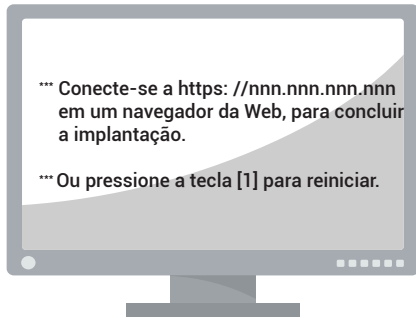 *** Conecte-se a https: //nnn.nnn.nnn.nnn
em um navegador da Web, para concluir
a implantação.
*** Ou pressione a tecla [1] para reiniciar.